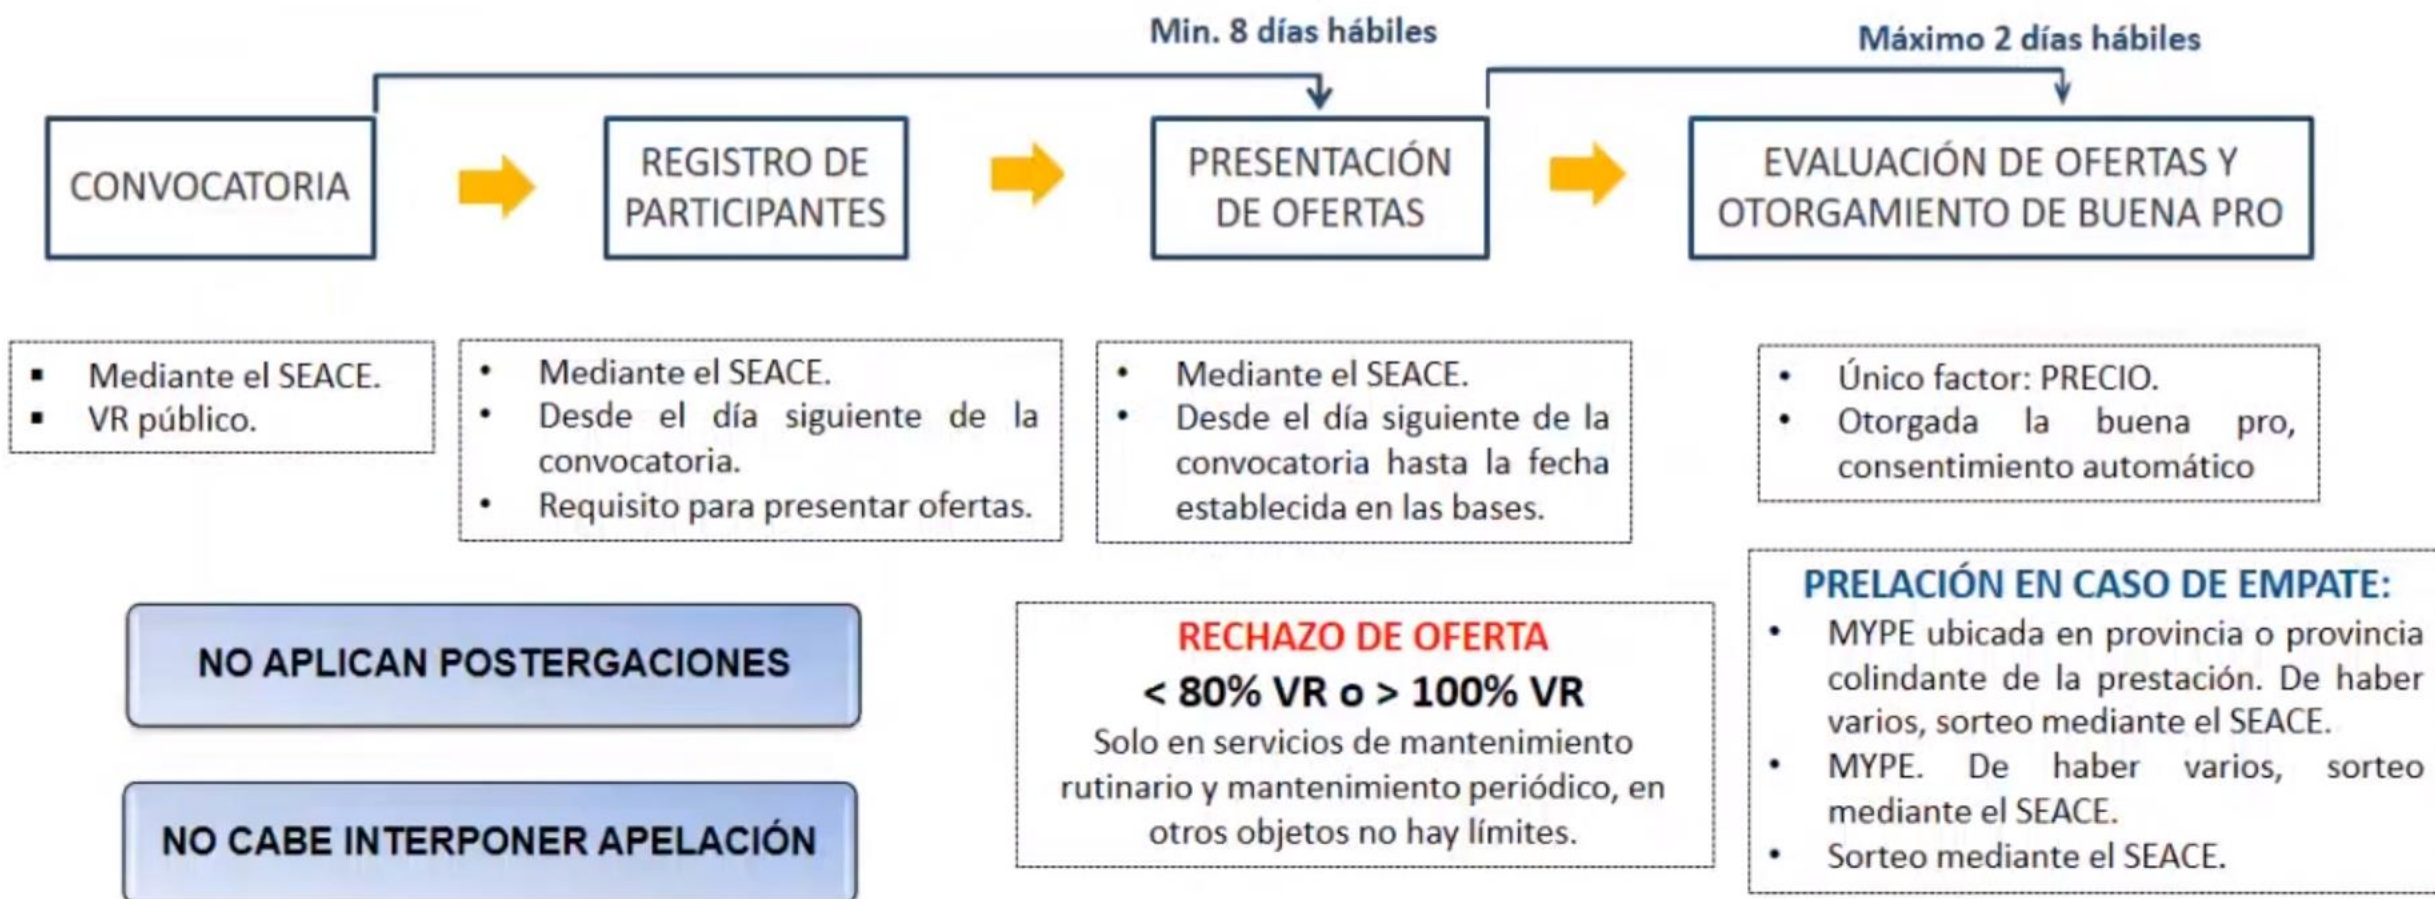 Min. 8 días hábiles
Máximo 2 días hábiles
CONVOCATORIA
REGISTRO DE
PARTICIPANTES
PRESENTACIÓN
DE OFERTAS
EVALUACIÓN DE OFERTAS Y
OTORGAMIENTO DE BUENA PRO
▪ Mediante el SEACE.
▪ VR público.
• Mediante el SEACE.
• Desde el día siguiente de la
convocatoria.
• Requisito para presentar ofertas.
• Mediante el SEACE.
• Desde el día siguiente de la
convocatoria hasta la fecha
establecida en las bases.
• Único factor: PRECIO.
• Otorgada la buena pro,
consentimiento automático
NO APLICAN POSTERGACIONES
NO CABE INTERPONER APELACIÓN
RECHAZO DE OFERTA
< 80% VR o > 100% VR
Solo en servicios de mantenimiento
rutinario y mantenimiento periódico, en
otros objetos no hay límites.
PRELACIÓN EN CASO DE EMPATE:
• MYPE ubicada en provincia o provincia
colindante de la prestación. De haber
varios, sorteo mediante el SEACE.
• MYPE. De haber varios, sorteo
mediante el SEACE.
• Sorteo mediante el SEACE.